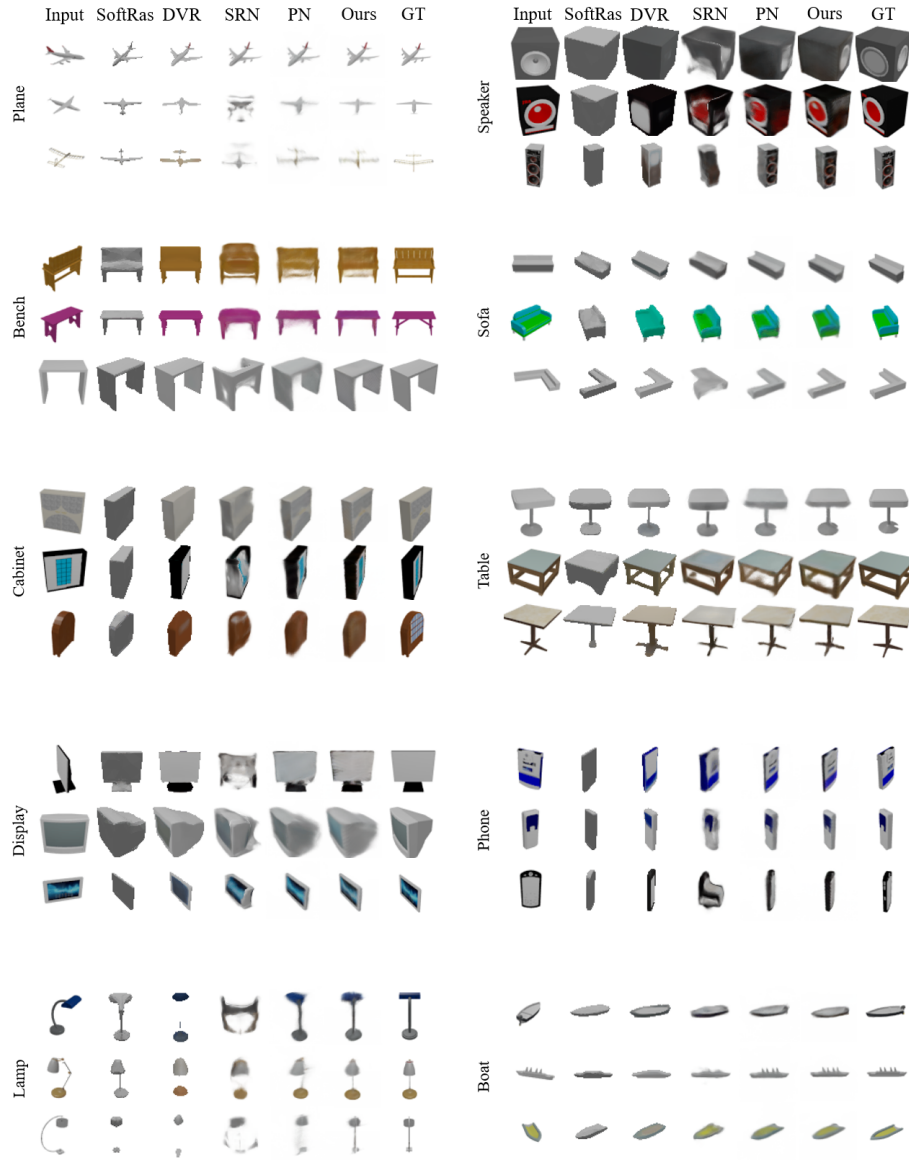 Input SoftRas DVR SRN PN Ours GT
Plane
Bench
Cabinet
Display
Lamp
Input SoftRas DVR SRN PN Ours GT
Speaker
Sofa
Table
Phone
Boat